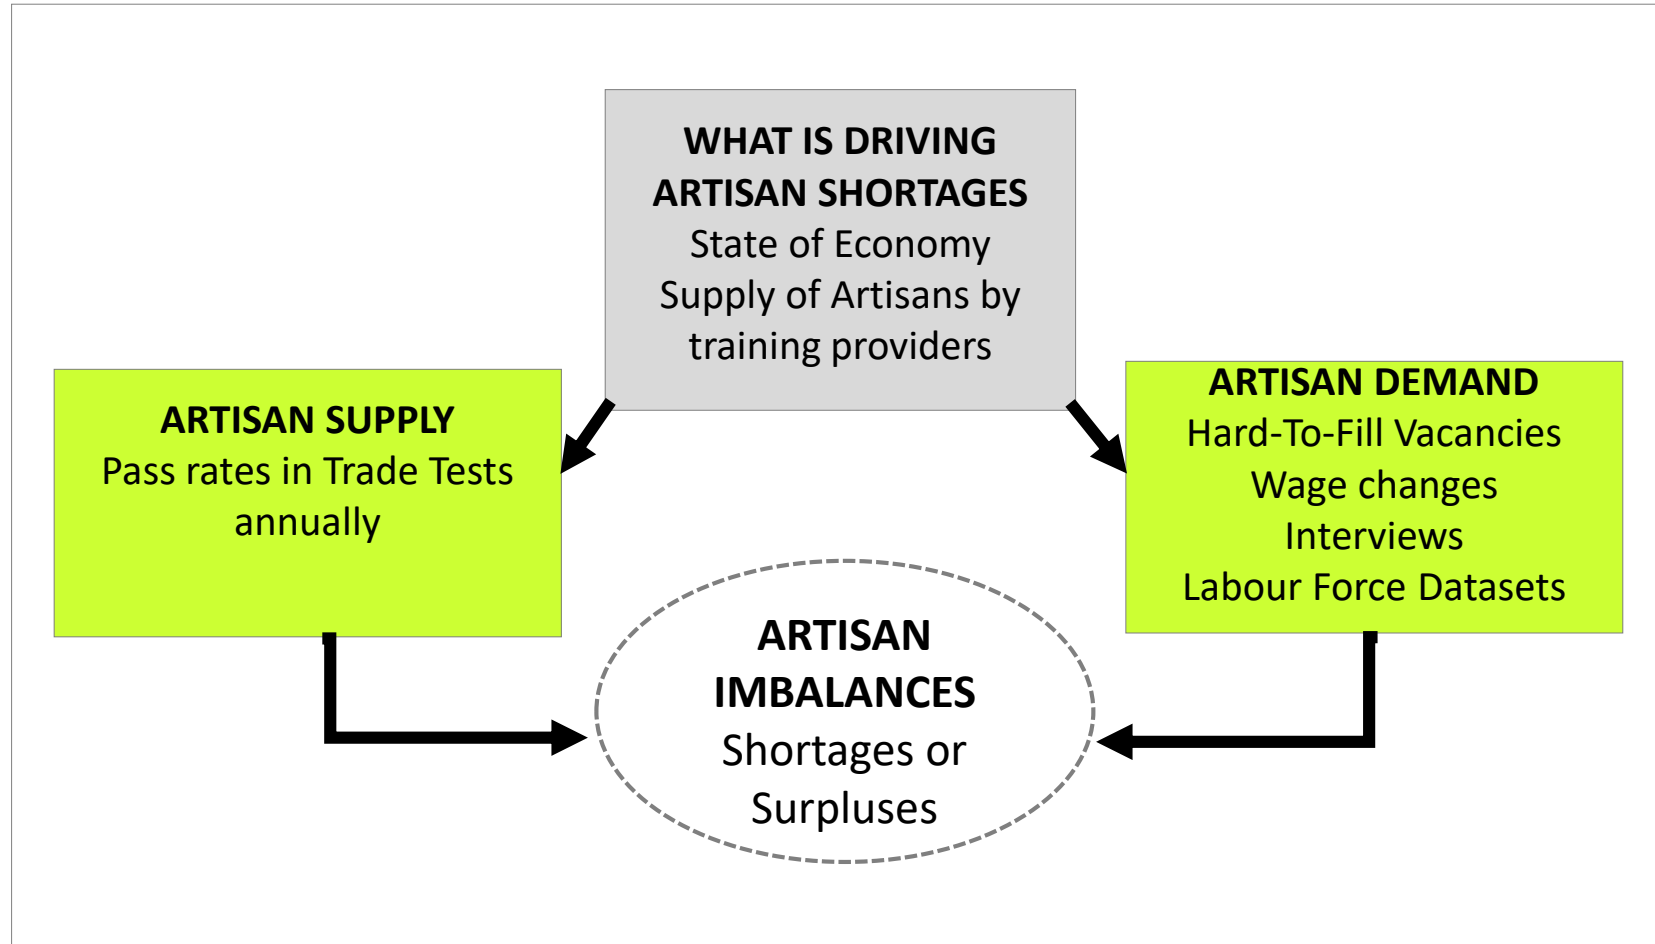 WHAT IS DRIVING
ARTISAN SHORTAGES
State of Economy
Supply of Artisans by
training providers
ARTISAN SUPPLY
Pass rates in Trade Tests
annually
ARTISAN DEMAND
Hard-To-Fill Vacancies
Wage changes
Interviews
Labour Force Datasets
ARTISAN
IMBALANCES
Shortages or
Surpluses